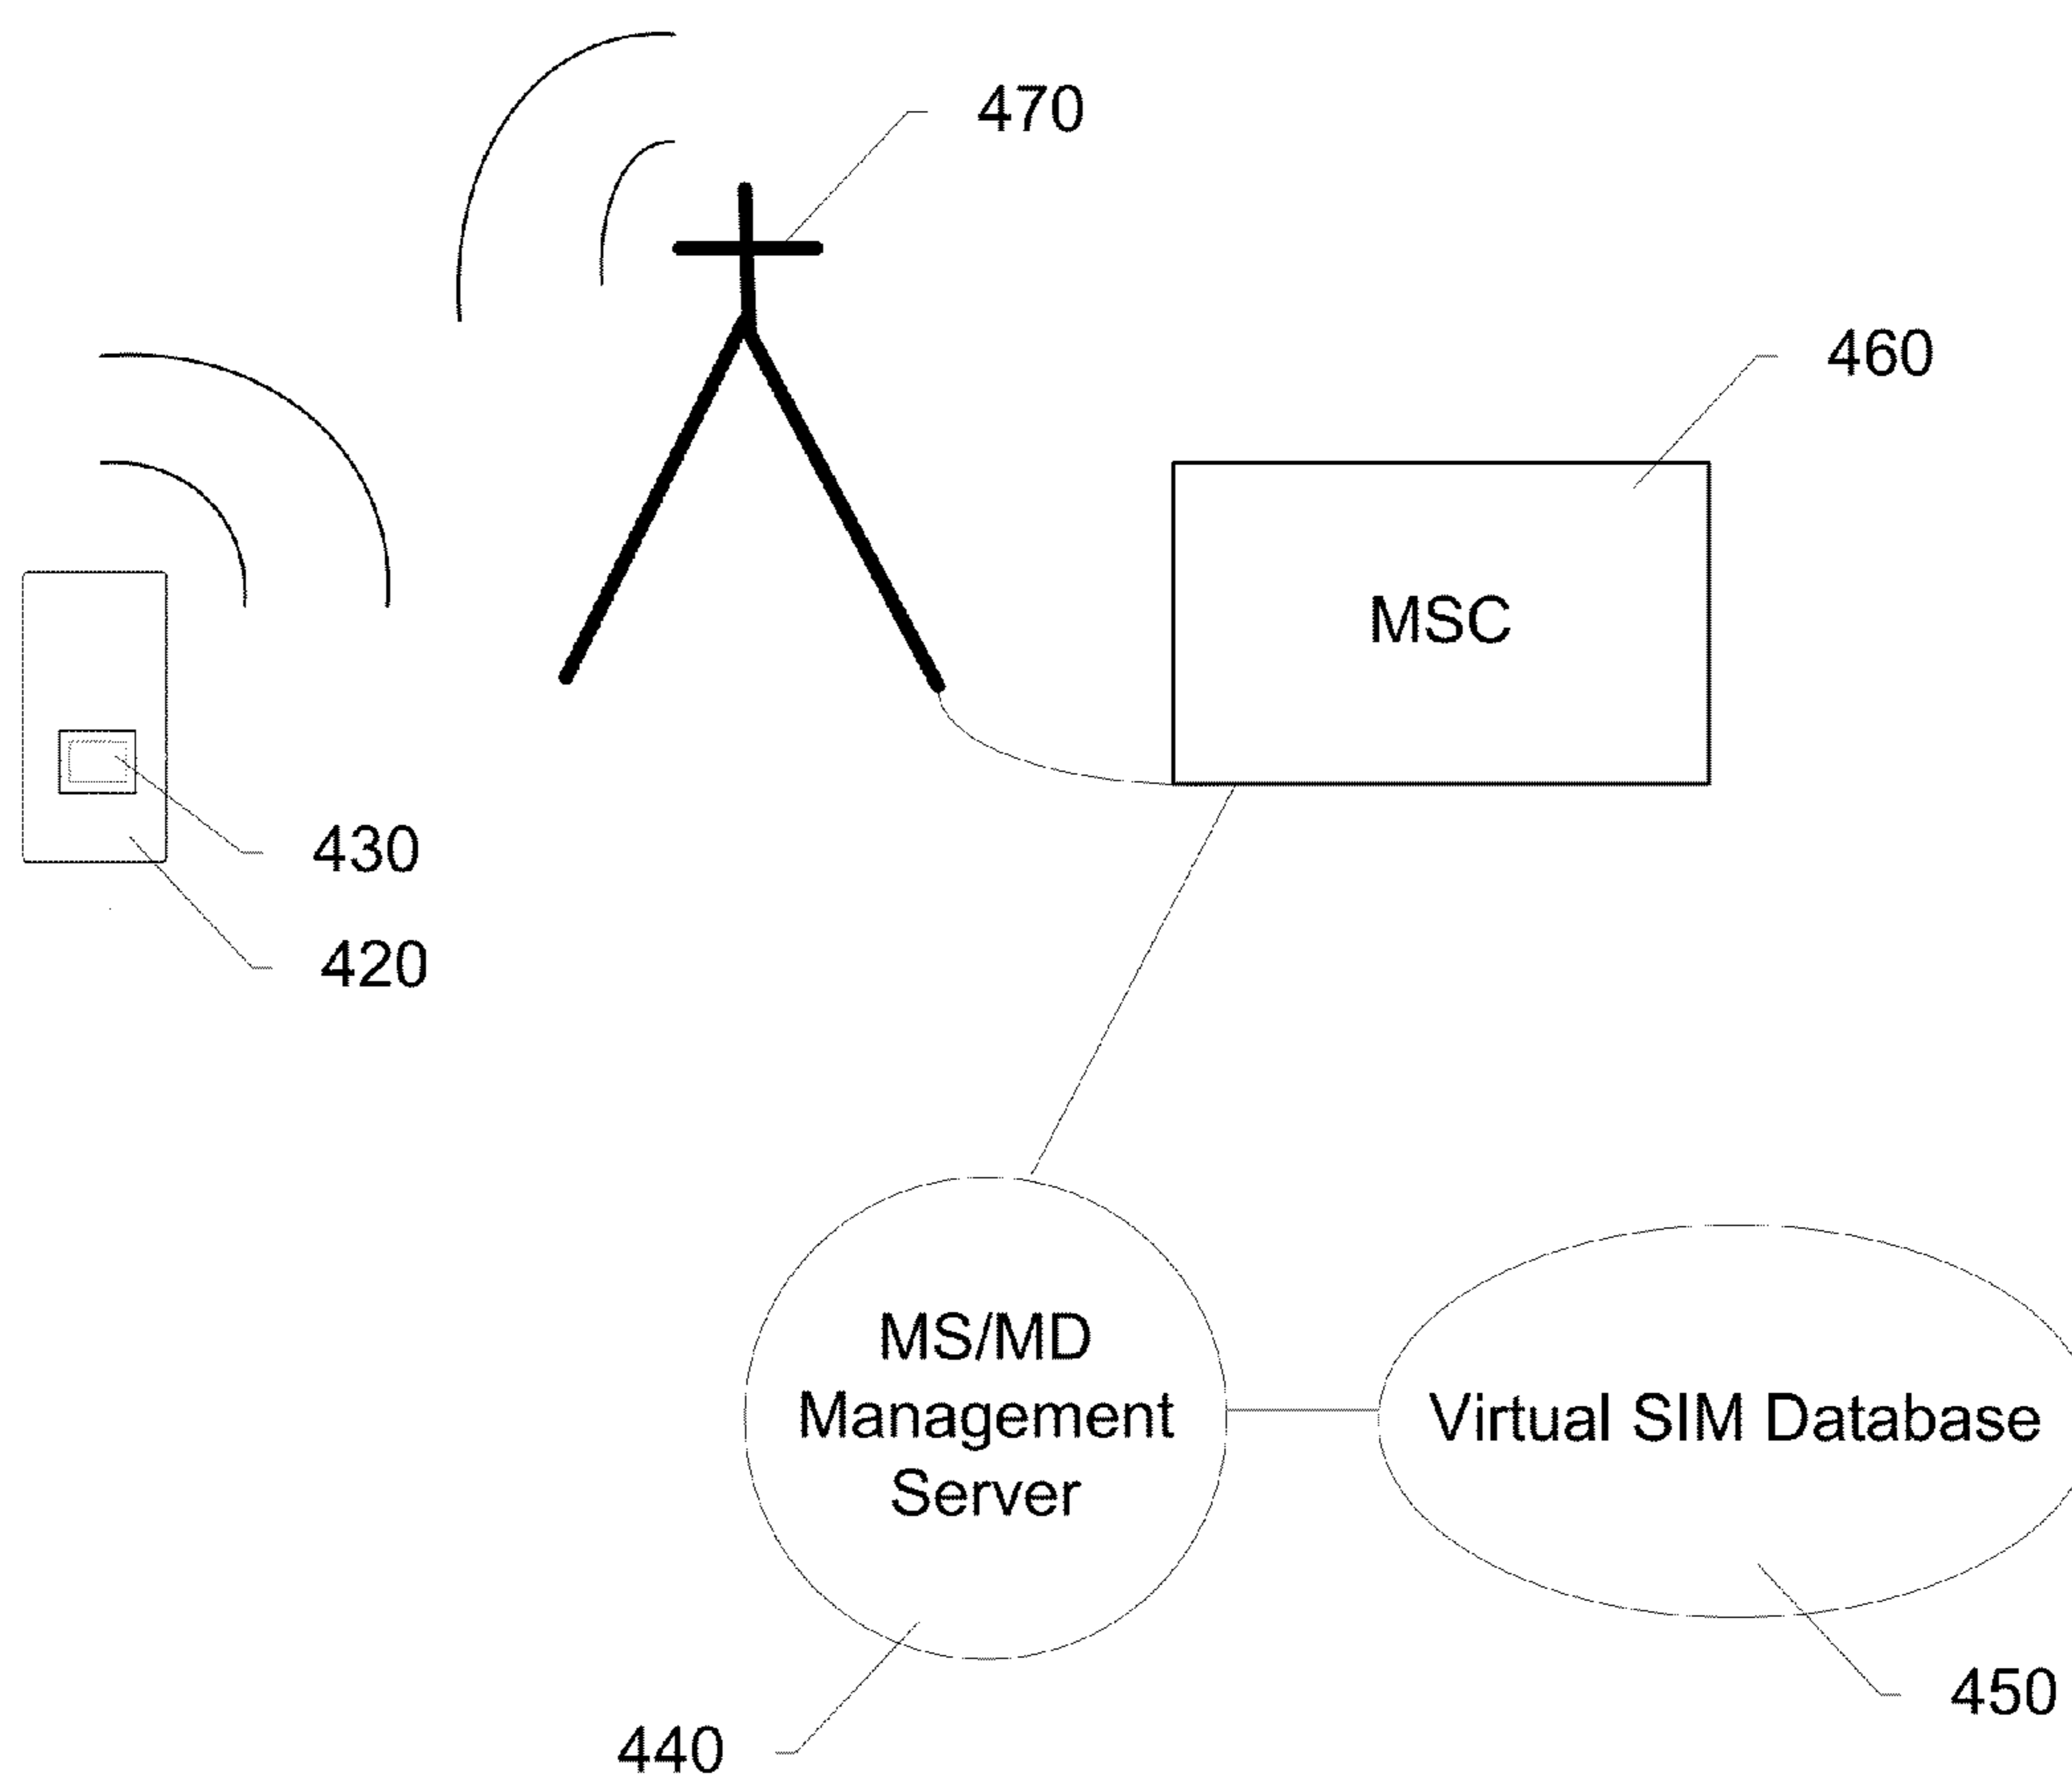 470
460
MSC
430
420
MS/MD
Management
Server
Virtual SIM Database
450
440